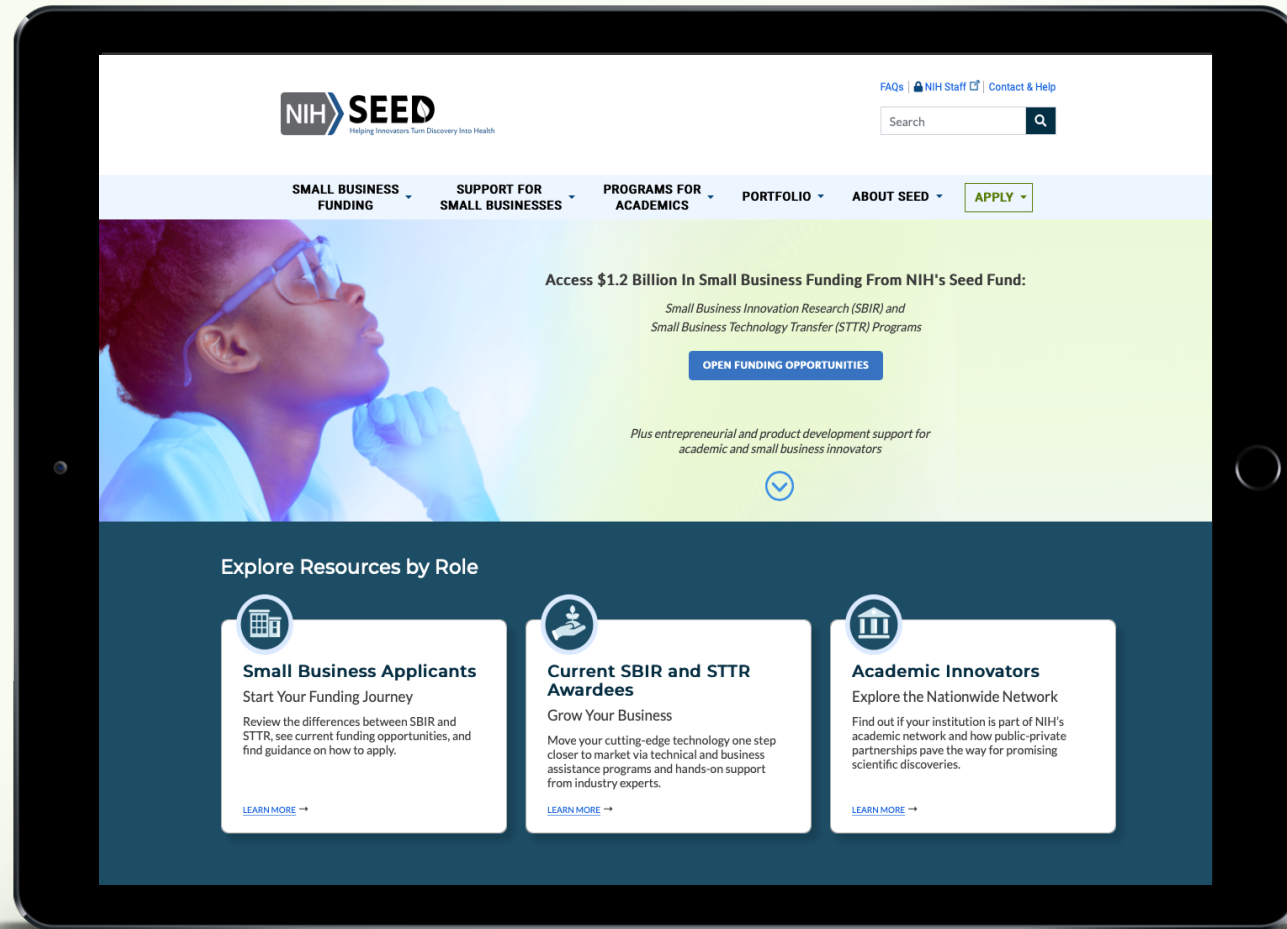 FAQs | NIH Staff | Contact & Help
NIH SEED
Helping Innovators Turn Discovery Into Health
Search
SMALL BUSINESS
FUNDING
SUPPORT FOR
SMALL BUSINESSES
PROGRAMS FOR
ACADEMICS
PORTFOLIO
ABOUT SEED
APPLY
Access $1.2 Billion In Small Business Funding From NIH's Seed Fund:
Small Business Innovation Research (SBIR) and
Small Business Technology Transfer (STTR) Programs
OPEN FUNDING OPPORTUNITIES
Plus entrepreneurial and product development support for
academic and small business innovators
Explore Resources by Role
Small Business Applicants
Start Your Funding Journey
Review the differences between SBIR and
STTR, see current funding opportunities, and
find guidance on how to apply.
LEARN MORE →
Current SBIR and STTR
Awardees
Grow Your Business
Move your cutting-edge technology one step
closer to market via technical and business
assistance programs and hands-on support
from industry experts.
LEARN MORE →
Academic Innovators
Explore the Nationwide Network
Find out if your institution is part of NIH's
academic network and how public-private
partnerships pave the way for promising
scientific discoveries.
LEARN MORE →